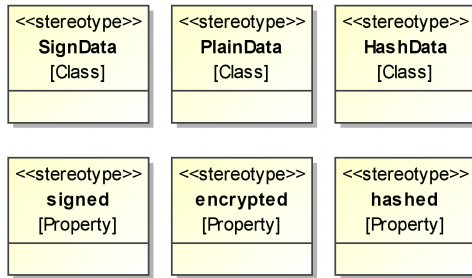 <<stereotype>>
SignData
[Class]
<<stereotype>>
PlainData
[Class]
<<stereotype>>
HashData
[Class]
<<stereotype>>
signed
[Property]
<<stereotype>>
encrypted
[Property]
<<stereotype>>
hashed
[Property]